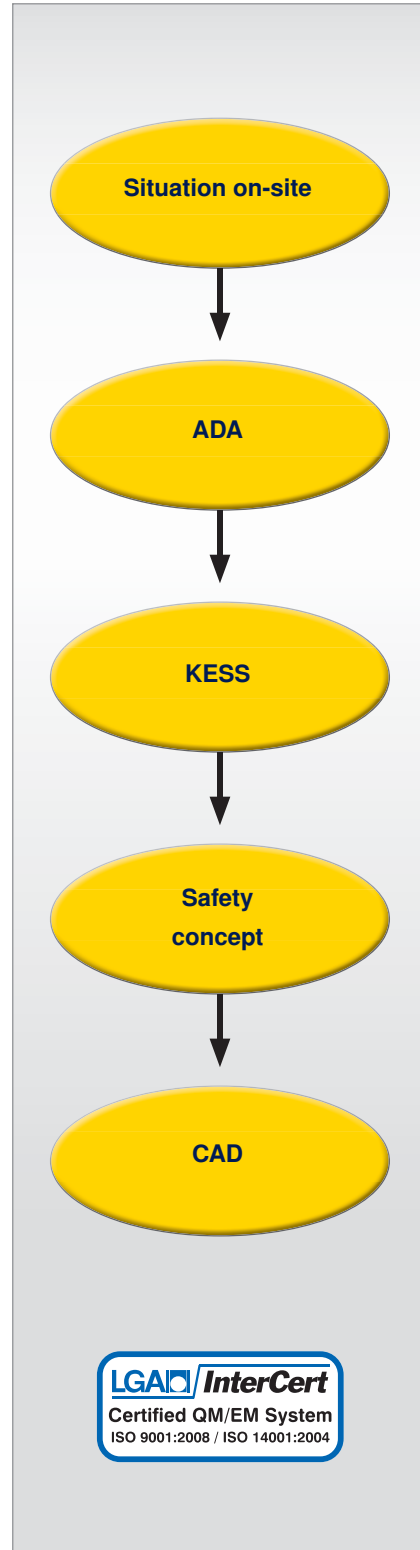 Situation on-site
ADA
KESS
Safety
concept
CAD
LGA InterCert
Certified QM/EM System
ISO 9001:2008 / ISO 14001:2004